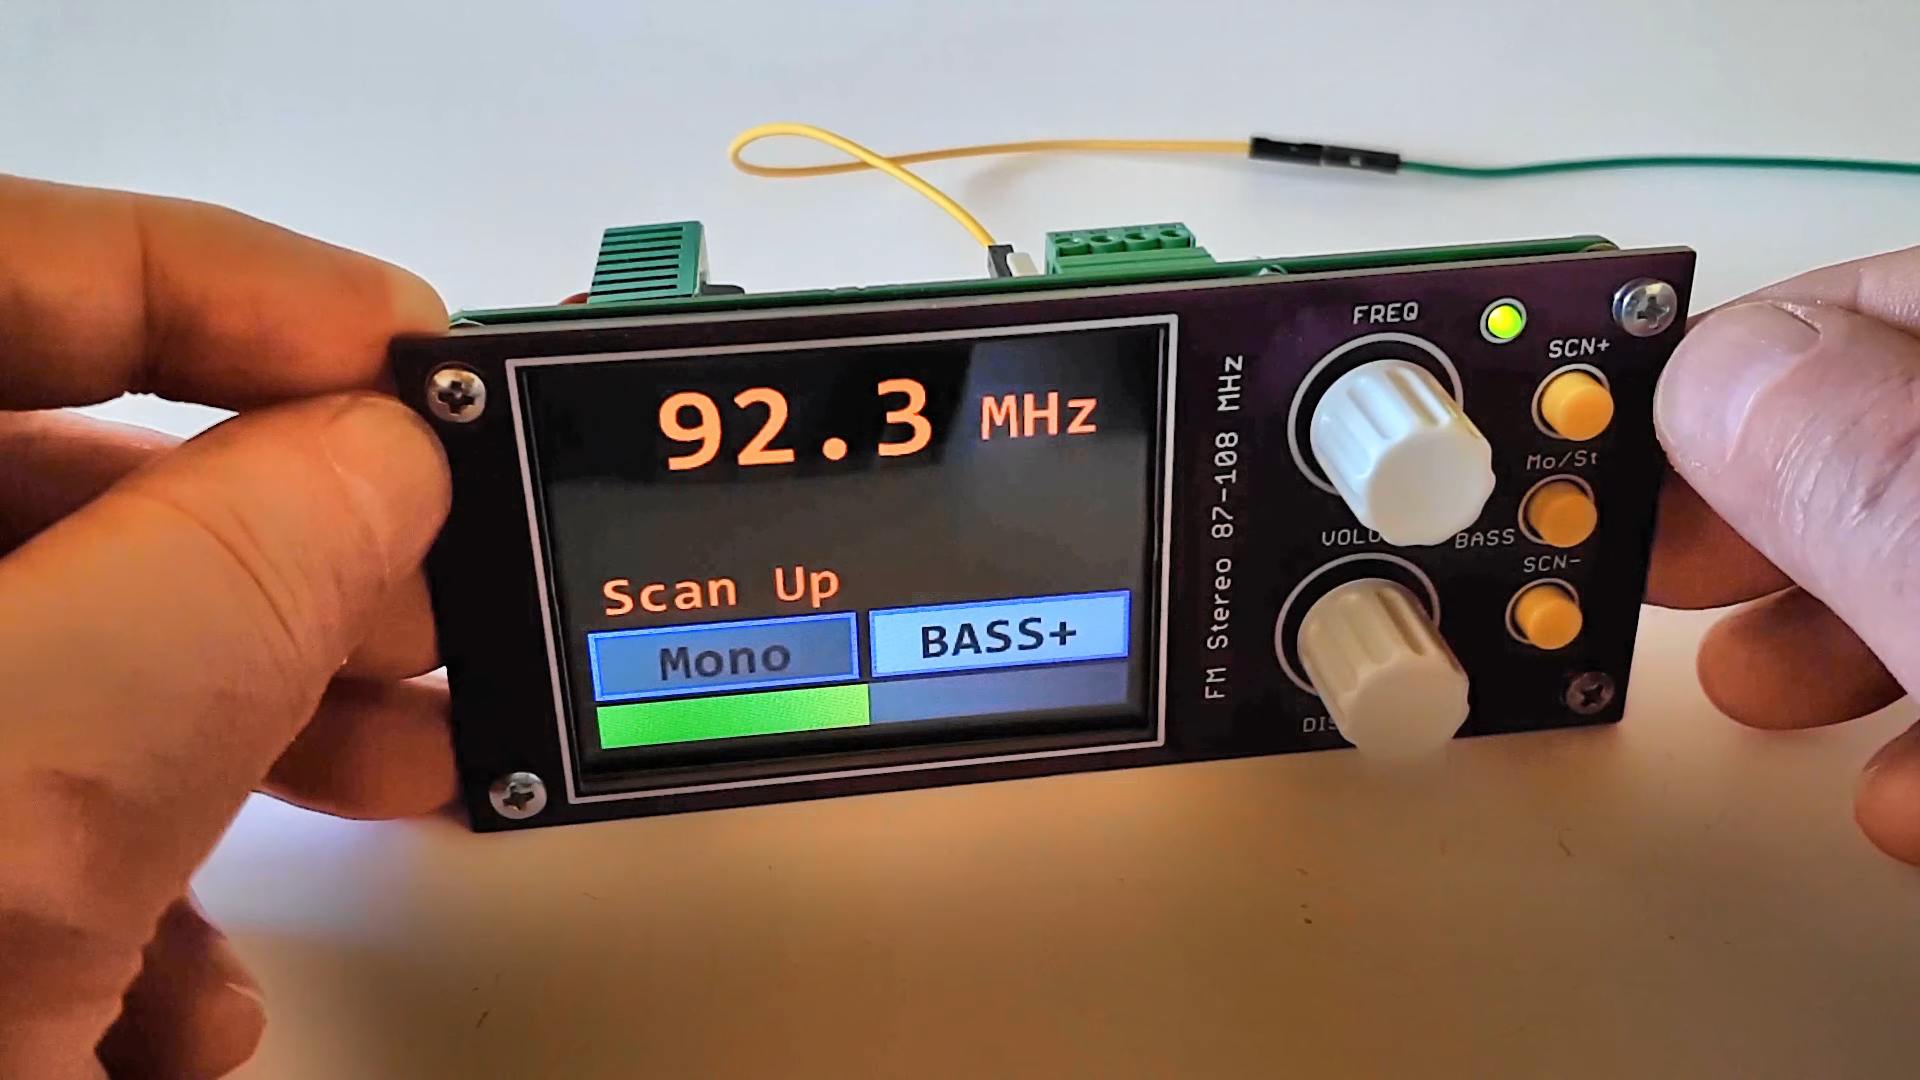 92.3 MHz
Scan Up
Mono
BASS+
FM Stereo 87-108 MHz
FREQ
SCN+
Mo/St
BASS
SCN-